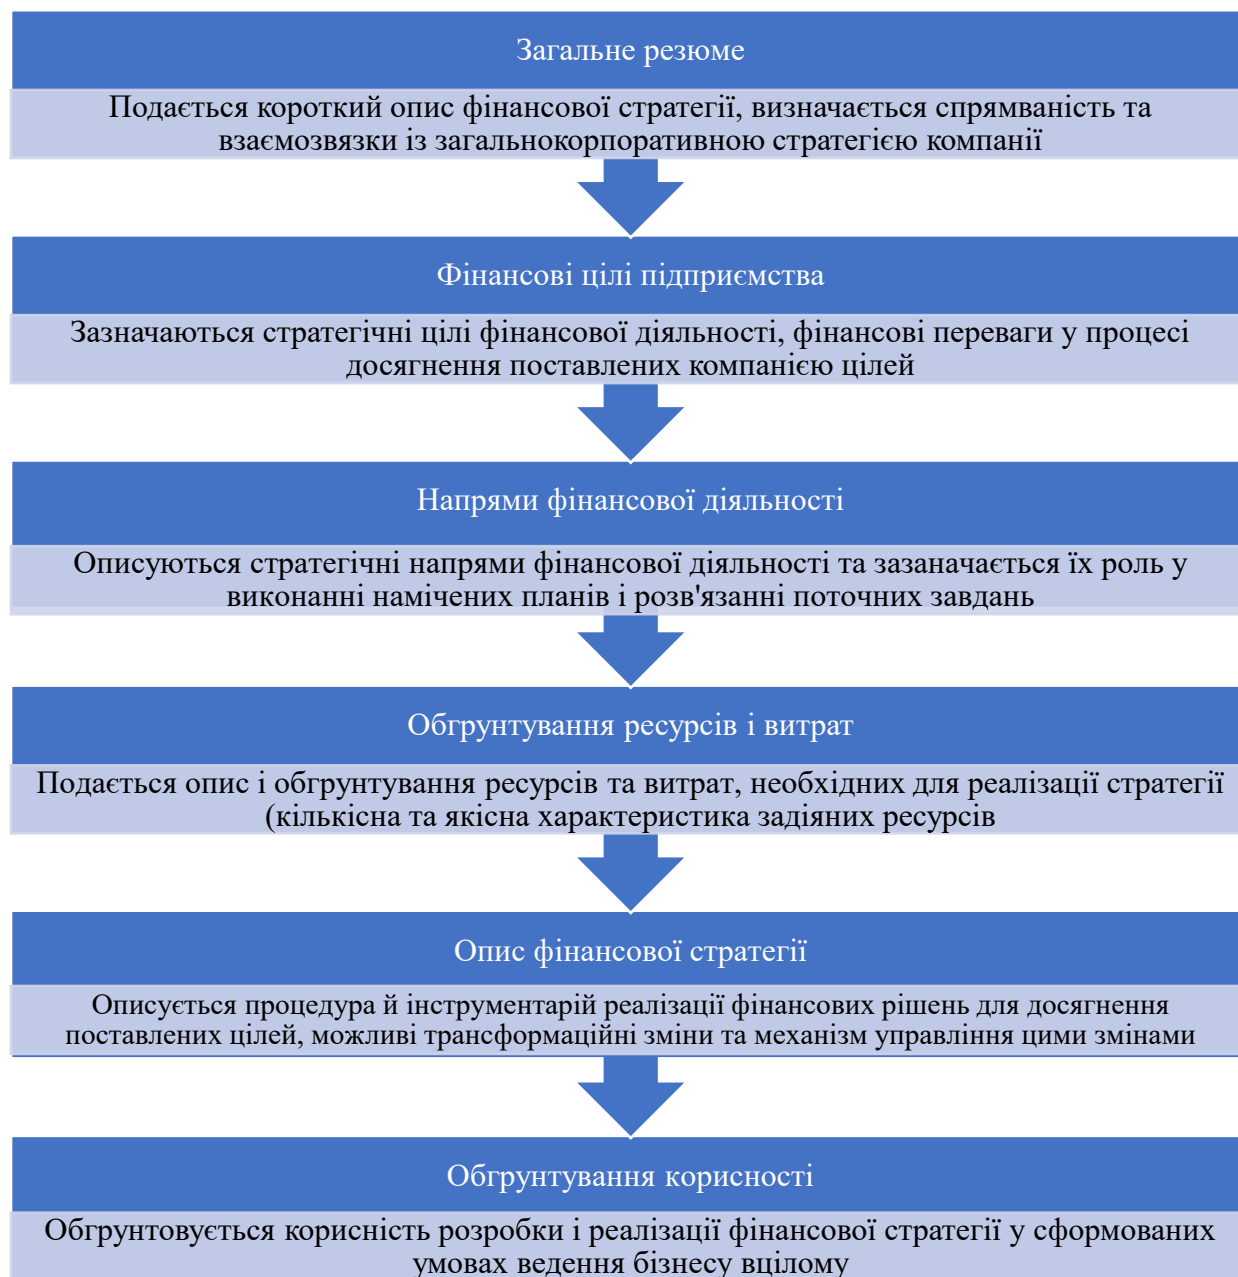 Загальне резюме
Подається короткий опис фінансової стратегії, визначається спрямваність та
взаємозвязки із загальнокорпоративною стратегією компанії
Фінансові цілі підприємства
Зазначаються стратегічні цілі фінансової діяльності, фінансові переваги у процесі
досягнення поставлених компанією цілей
Напрями фінансової діяльності
Описуються стратегічні напрями фінансової діяльності та зазаначається їх роль у
виконанні намічених планів і розв'язанні поточних завдань
Обгрунтування ресурсів і витрат
Подається опис і обгрунтування ресурсів та витрат, необхідних для реалізації стратегії
(кількісна та якісна характеристика задіяних ресурсів
Опис фінансової стратегії
Описується процедура й інструментарій реалізації фінансових рішень для досягнення
поставлених цілей, можливі трансформаційні зміни та механізм управління цими змінами
Обгрунтування корисності
Обгрунтовується корисність розробки і реалізації фінансової стратегії у сформованих
умовах ведення бізнесу вцілому